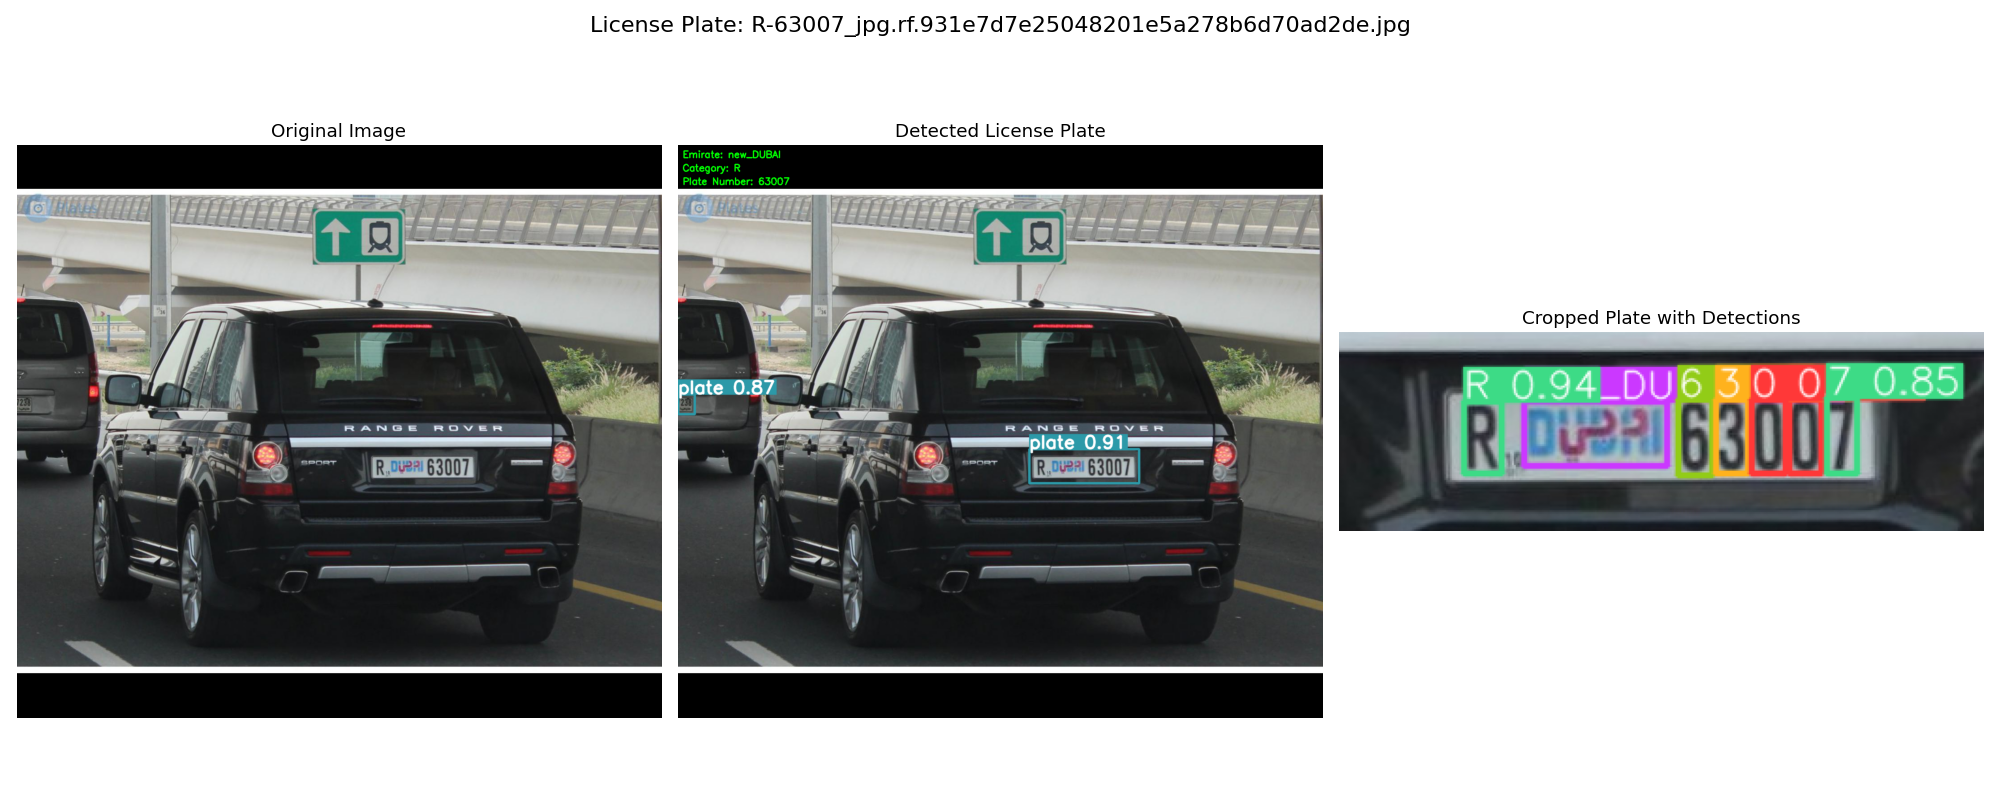 License Plate: R-63007_jpg.rf.931e7d7e25048201e5a278b6d70ad2de.jpg
Original Image
Detected License Plate
Cropped Plate with Detections
RANGE ROVER
SPORT
R DUBAI 63007
Emirate: new_DUBAI
Category: R
Plate Number: 63007
plate 0.87
RANGE ROVER
plate 0.91
SPORT
R DUBAI 63007
R 0.94 _DU 6 3 0 0 7 0.85
R DUBAI دبي 63007